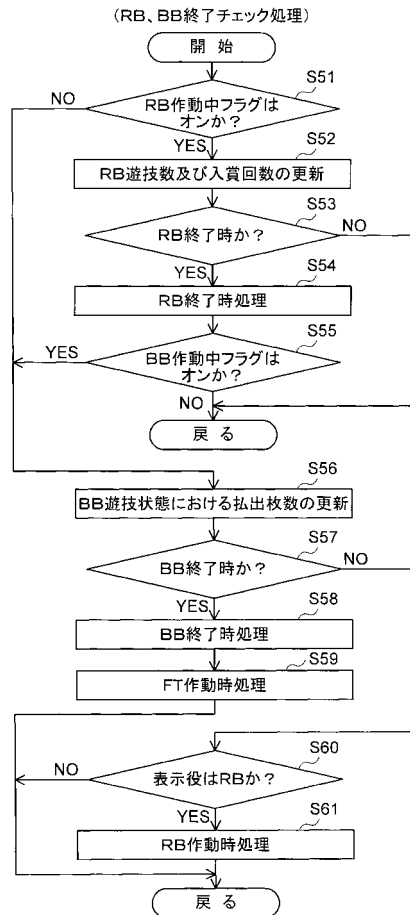 (RB、BB終了チェック処理)
開 始
S51
RB作動中フラグは
オンか?
NO
YES
S52
RB遊技数及び入賞回数の更新
S53
RB終了時か?
NO
YES
S54
RB終了時処理
S55
BB作動中フラグは
オンか?
YES
NO
戻 る
S56
BB遊技状態における払出枚数の更新
S57
BB終了時か?
NO
YES
S58
BB終了時処理
S59
FT作動時処理
S60
表示役はRBか?
NO
YES
S61
RB作動時処理
戻 る